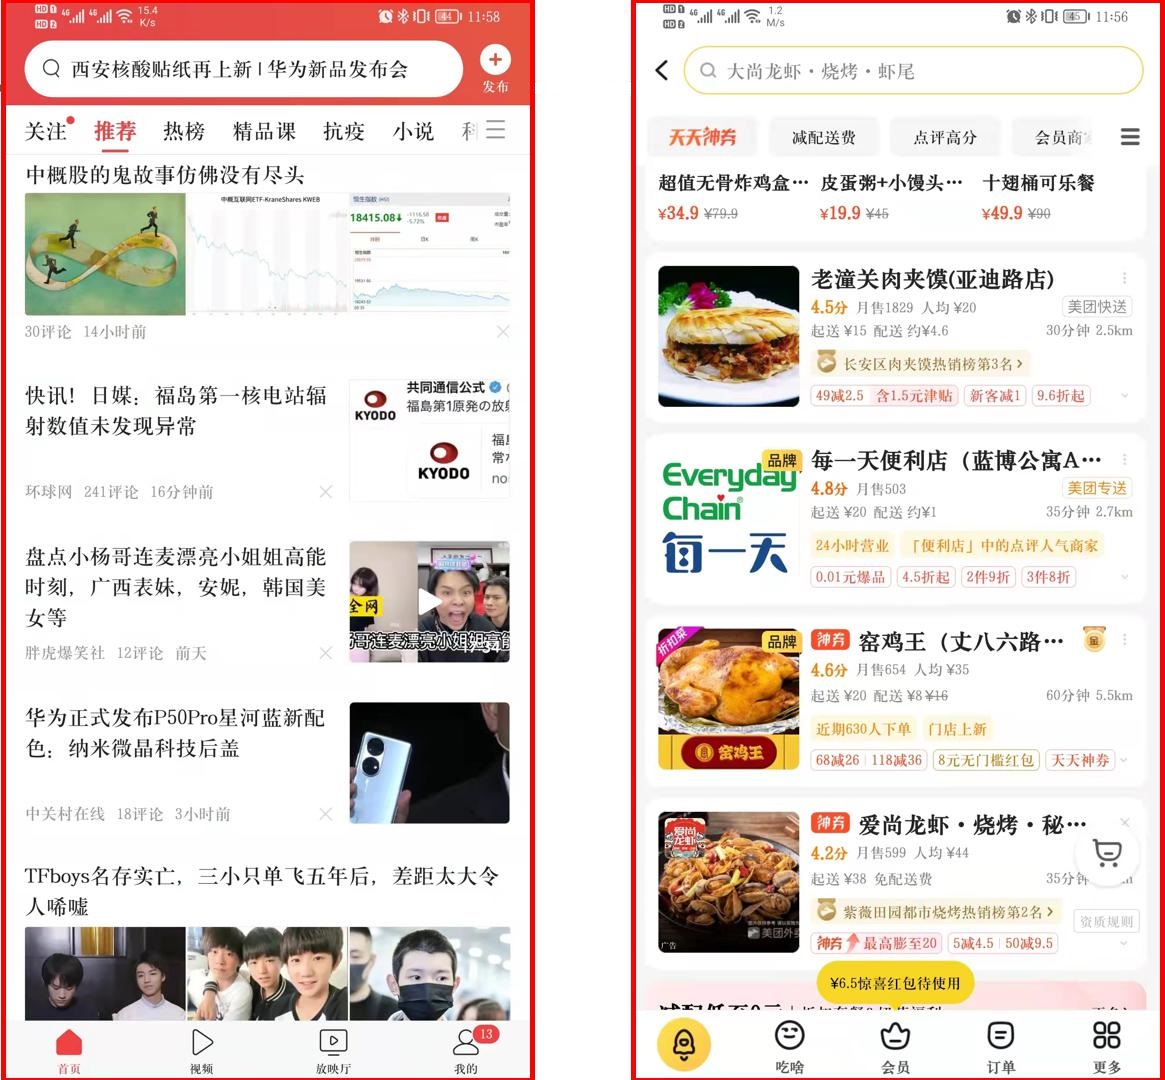 HD 1
HD 2
4G
4G
15.4
K/s
44
11:58
西安核酸贴纸再上新 | 华为新品发布会
发布
关注
推荐
热榜
精品课
抗疫
小说
中概股的鬼故事仿佛没有尽头
中概互联网ETF-KraneShares KWEB
恒生指数 (HSI)
18415.08↓
-1116.58
-5.72%
30评论 14小时前
快讯！日媒：福岛第一核电站辐
射数值未发现异常
共同通信公式
福島第1原発の放射
KYODO
KYODO
环球网 241评论 16分钟前
盘点小杨哥连麦漂亮小姐姐高能
时刻，广西表妹，安妮，韩国美
女等
全网
哥连麦漂亮小姐姐高能
胖虎爆笑社 12评论 前天
华为正式发布P50Pro星河蓝新配
色：纳米微晶科技后盖
中关村在线 18评论 3小时前
TFboys名存实亡，三小只单飞五年后，差距太大令
人唏嘘
首页
视频
放映厅
我的
13
HD 1
HD 2
4G
4G
1.2
M/s
45
11:56
大尚龙虾·烧烤·虾尾
天天神券
减配送费
点评高分
会员商
超值无骨炸鸡盒…
皮蛋粥+小馒头…
十翅桶可乐餐
¥34.9 ¥79.9
¥19.9 ¥45
¥49.9 ¥90
老潼关肉夹馍(亚迪路店)
4.5分 月售1829 人均 ¥20
美团快送
起送 ¥15 配送 约¥4.6
30分钟 2.5km
长安区肉夹馍热销榜第3名
49减2.5 含1.5元津贴 新客减1 9.6折起
品牌
Everyday
Chain
每一天
每一天便利店（蓝博公寓A…
4.8分 月售503
美团专送
起送 ¥20 配送 约¥1
35分钟 2.7km
24小时营业 「便利店」中的点评人气商家
0.01元爆品 4.5折起 2件9折 3件8折
折扣菜
品牌
窑鸡王
神券 窑鸡王（丈八六路…
金
4.6分 月售654 人均 ¥35
起送 ¥20 配送 ¥8 ¥16
60分钟 5.5km
近期630人下单 门店上新
68减26 | 118减36 8元无门槛红包 天天神券
爱尚
龙虾
美团外卖
广告
神券 爱尚龙虾·烧烤·秘…
4.2分 月售599 人均 ¥44
起送 ¥38 免配送费
35分钟
紫薇田园都市烧烤热销榜第2名
资质规则
神券 最高膨至20 5减4.5 | 50减9.5
¥6.5惊喜红包待使用
吃啥
会员
订单
更多